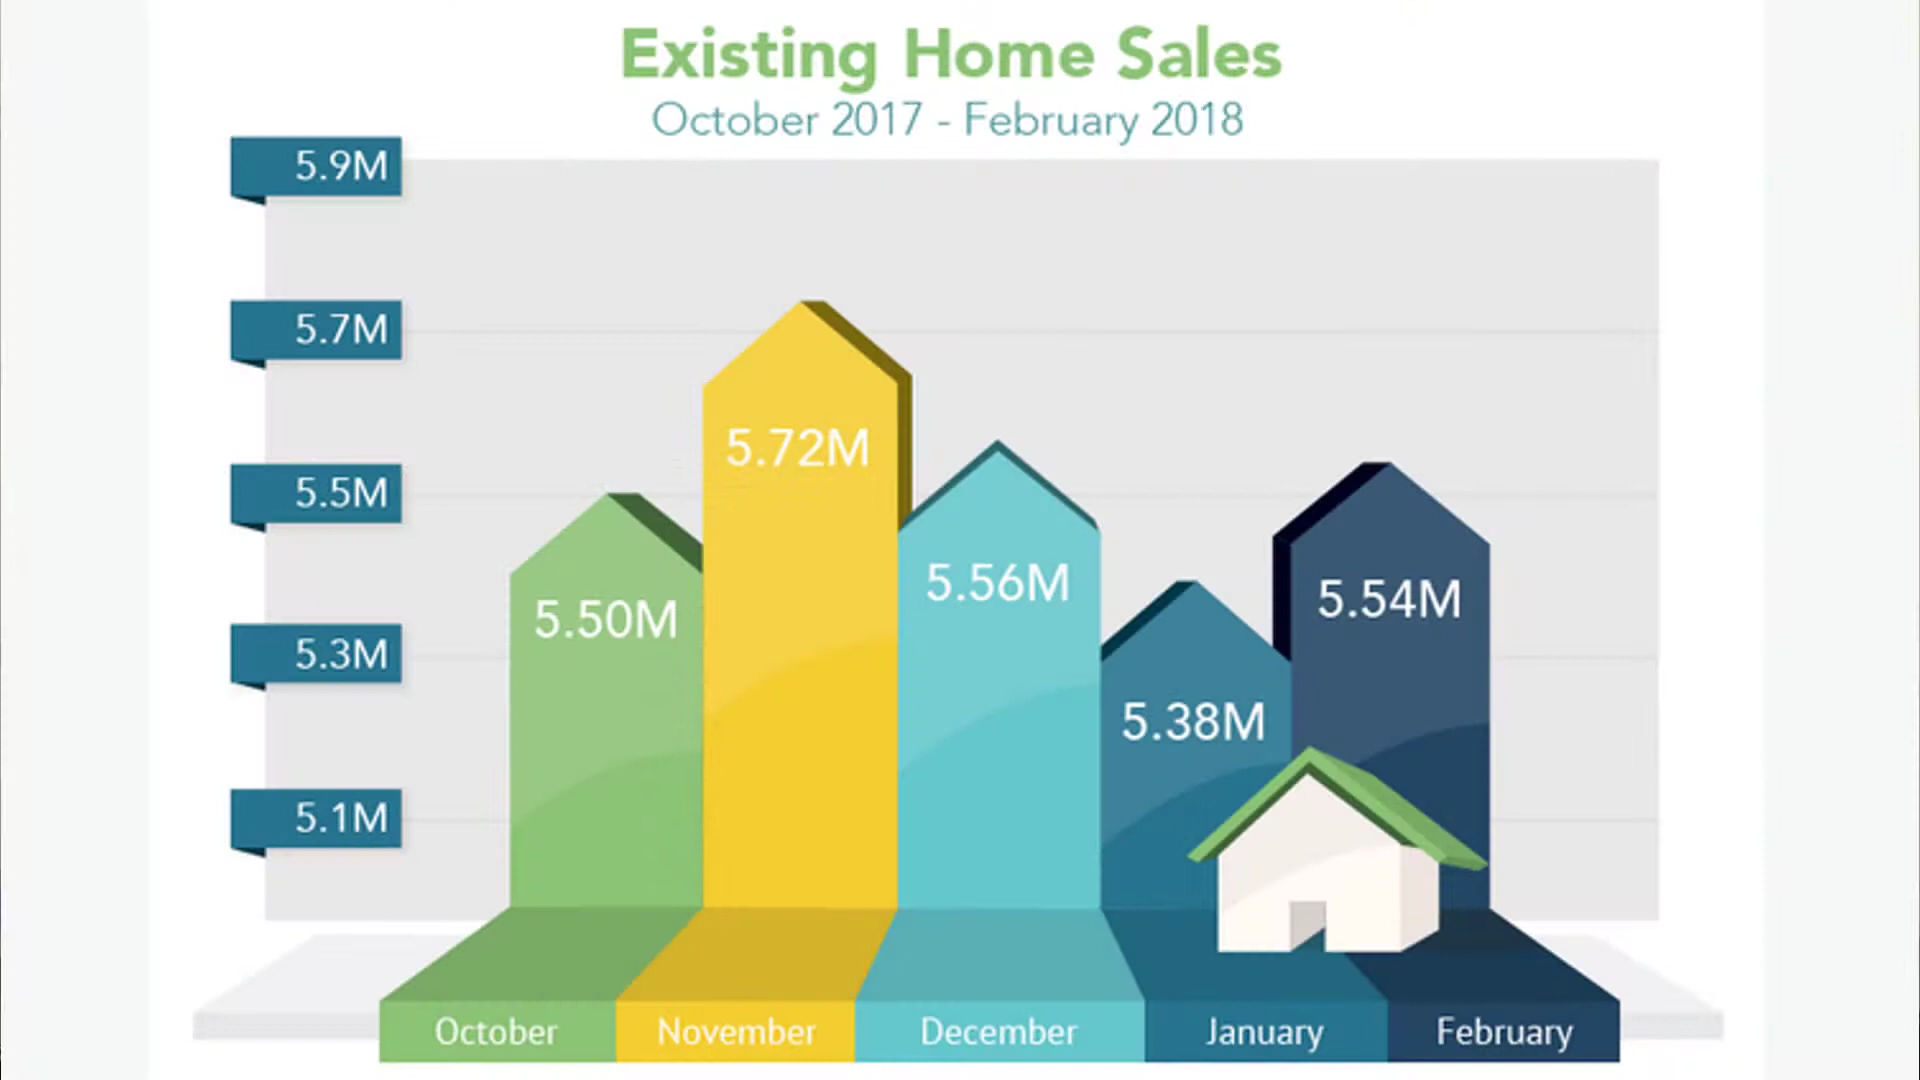 Existing Home Sales
October 2017 - February 2018
5.9M
5.7M
5.5M
5.3M
5.1M
5.50M
5.72M
5.56M
5.38M
5.54M
October
November
December
January
February